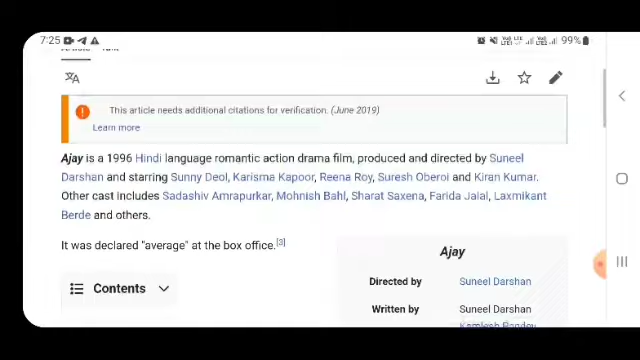 7:25 99%
This article needs additional citations for verification. (June 2019)
Learn more
Ajay is a 1996 Hindi language romantic action drama film, produced and directed by Suneel
Darshan and starring Sunny Deol, Karisma Kapoor, Reena Roy, Suresh Oberoi and Kiran Kumar.
Other cast includes Sadashiv Amrapurkar, Mohnish Bahl, Sharat Saxena, Farida Jalal, Laxmikant
Berde and others.
It was declared "average" at the box office.[3]
Contents
Ajay
Directed by Suneel Darshan
Written by Suneel Darshan
Kamlesh Pandey